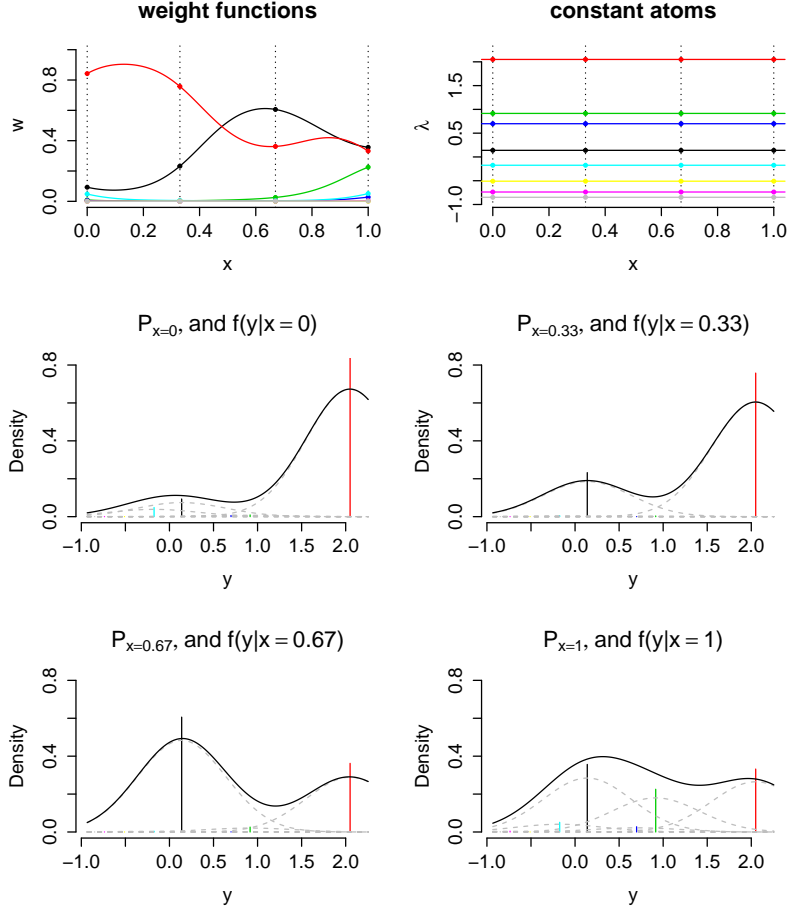 weight functions
w
0.0 0.4 0.8
0.0 0.2 0.4 0.6 0.8 1.0
x
constant atoms
λ
−1.0 0.5 1.5
0.0 0.2 0.4 0.6 0.8 1.0
x
Px=0, and f(y|x = 0)
Density
0.0 0.4 0.8
−1.0 0.0 0.5 1.0 1.5 2.0
y
Px=0.33, and f(y|x = 0.33)
Density
0.0 0.4 0.8
−1.0 0.0 0.5 1.0 1.5 2.0
y
Px=0.67, and f(y|x = 0.67)
Density
0.0 0.4 0.8
−1.0 0.0 0.5 1.0 1.5 2.0
y
Px=1, and f(y|x = 1)
Density
0.0 0.4 0.8
−1.0 0.0 0.5 1.0 1.5 2.0
y